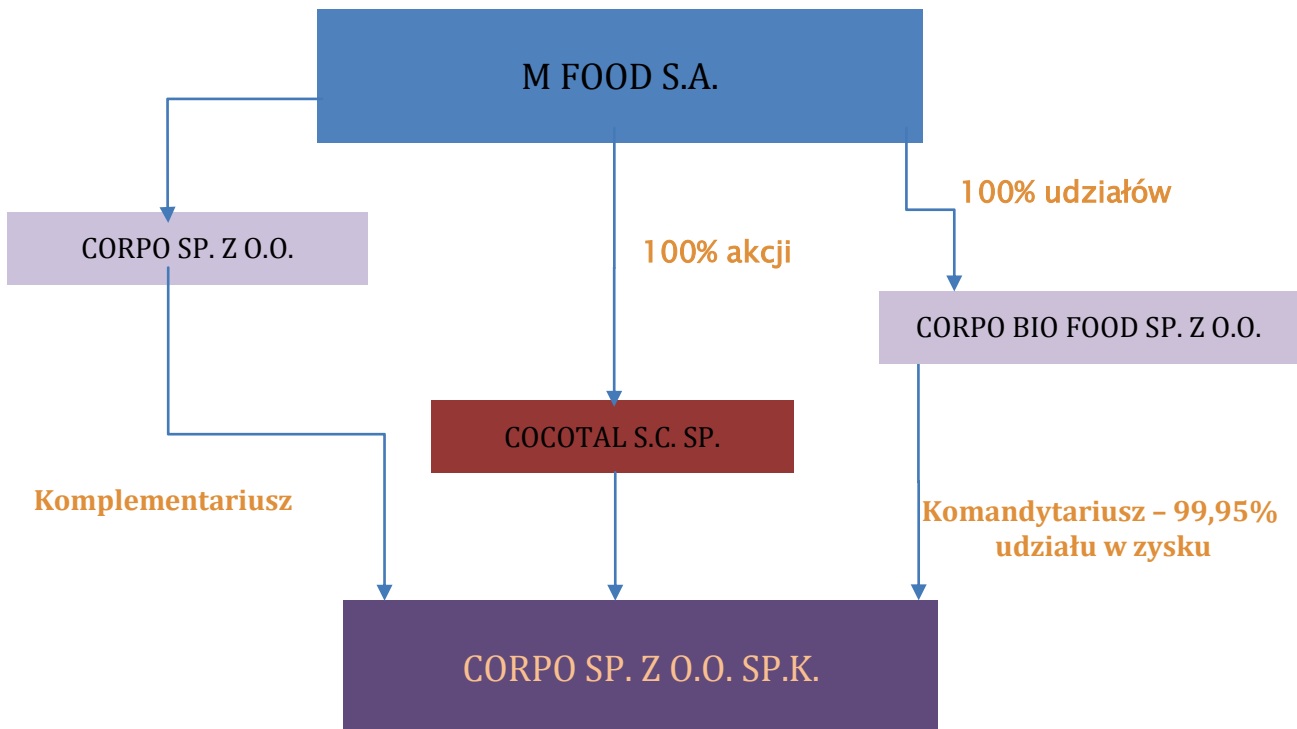 M FOOD S.A.
100% udziałów
CORPO SP. Z O.O.
100% akcji
CORPO BIO FOOD SP. Z O.O.
COCOTAL S.C. SP.
Komplementariusz
Komandytariusz – 99,95%
udziału w zysku
CORPO SP. Z O.O. SP.K.